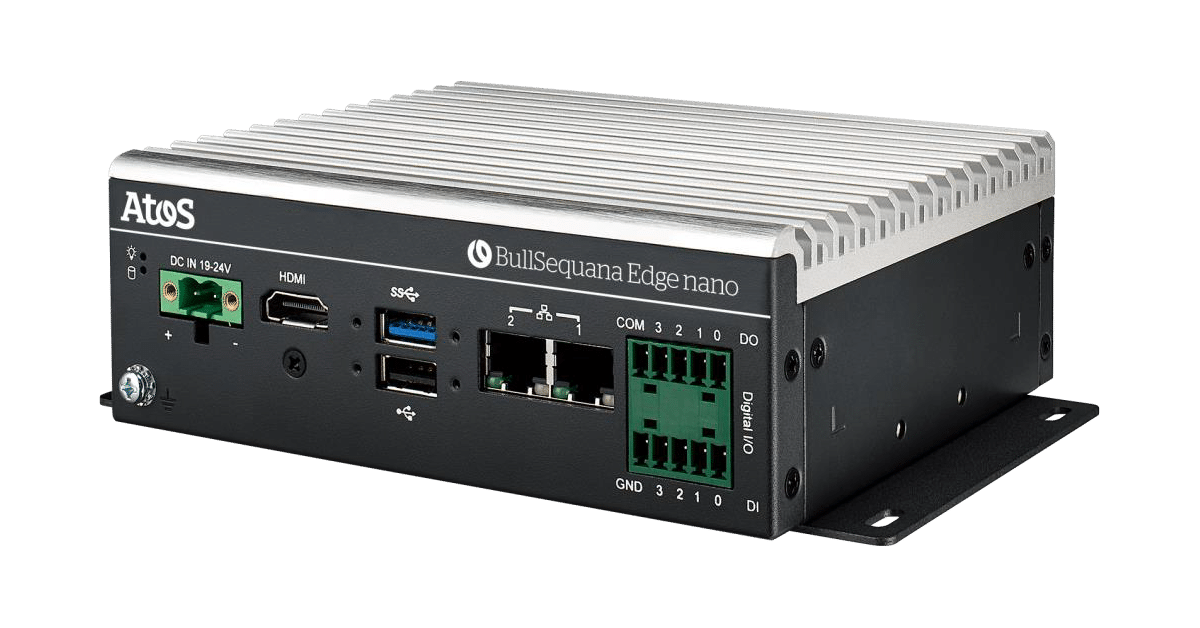 Atos
BullSequana Edge nano
DC IN 19-24V
+ -
HDMI
SS
2 1
COM 3 2 1 0 DO
Digital I/O
GND 3 2 1 0 DI